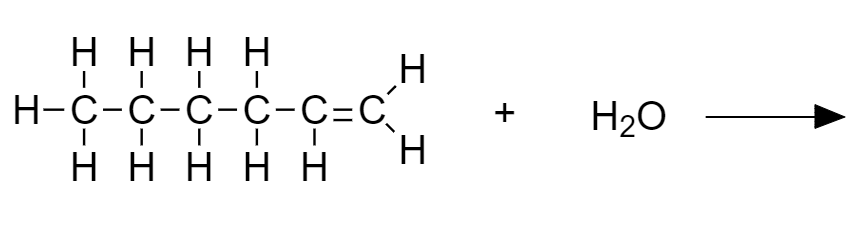 H H H H H
H–C–C–C–C–C=C + H₂O
H H H H H H